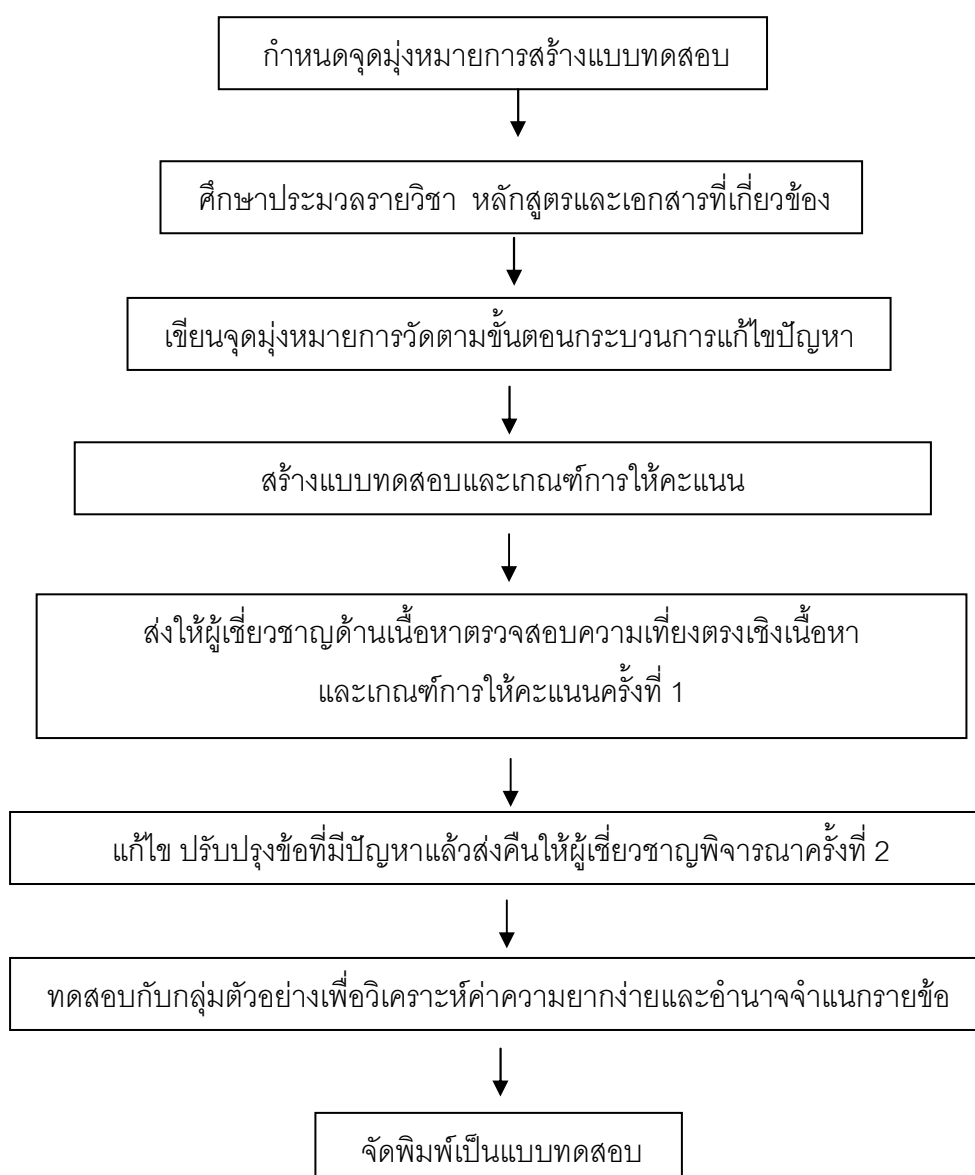 กำหนดจุดมุ่งหมายการสร้างแบบทดสอบ
ศึกษาประมวลรายวิชา หลักสูตรและเอกสารที่เกี่ยวข้อง
เขียนจุดมุ่งหมายการวัดตามขั้นตอนกระบวนการแก้ไขปัญหา
สร้างแบบทดสอบและเกณฑ์การให้คะแนน
ส่งให้ผู้เชี่ยวชาญด้านเนื้อหาตรวจสอบความเที่ยงตรงเชิงเนื้อหา
และเกณฑ์การให้คะแนนครั้งที่ 1
แก้ไข ปรับปรุงข้อที่มีปัญหาแล้วส่งคืนให้ผู้เชี่ยวชาญพิจารณาครั้งที่ 2
ทดสอบกับกลุ่มตัวอย่างเพื่อวิเคราะห์ค่าความยากง่ายและอำนาจจำแนกรายข้อ
จัดพิมพ์เป็นแบบทดสอบ